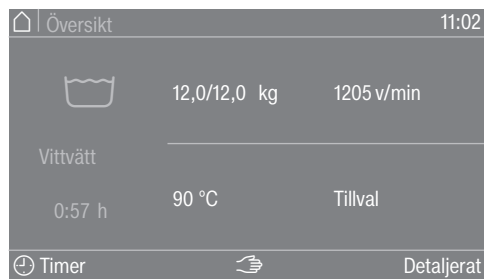 Översikt 11:02
12,0/12,0 kg 1205 v/min
Vittvätt
90 °C Tillval
0:57 h
Timer Detaljerat